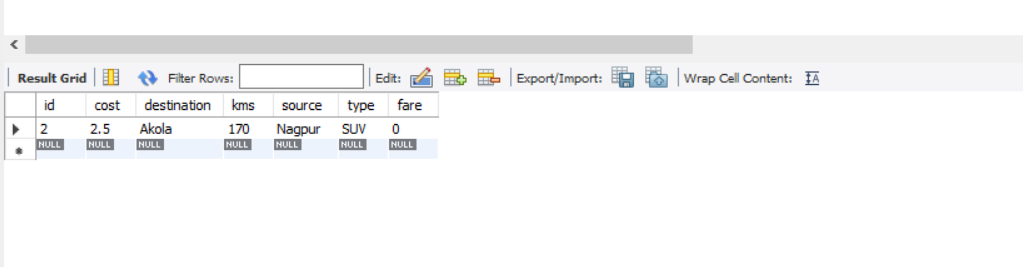 Result Grid Filter Rows: Edit: Export/Import: Wrap Cell Content: IA
id cost destination kms source type fare
2 2.5 Akola 170 Nagpur SUV 0
NULL NULL NULL NULL NULL NULL NULL